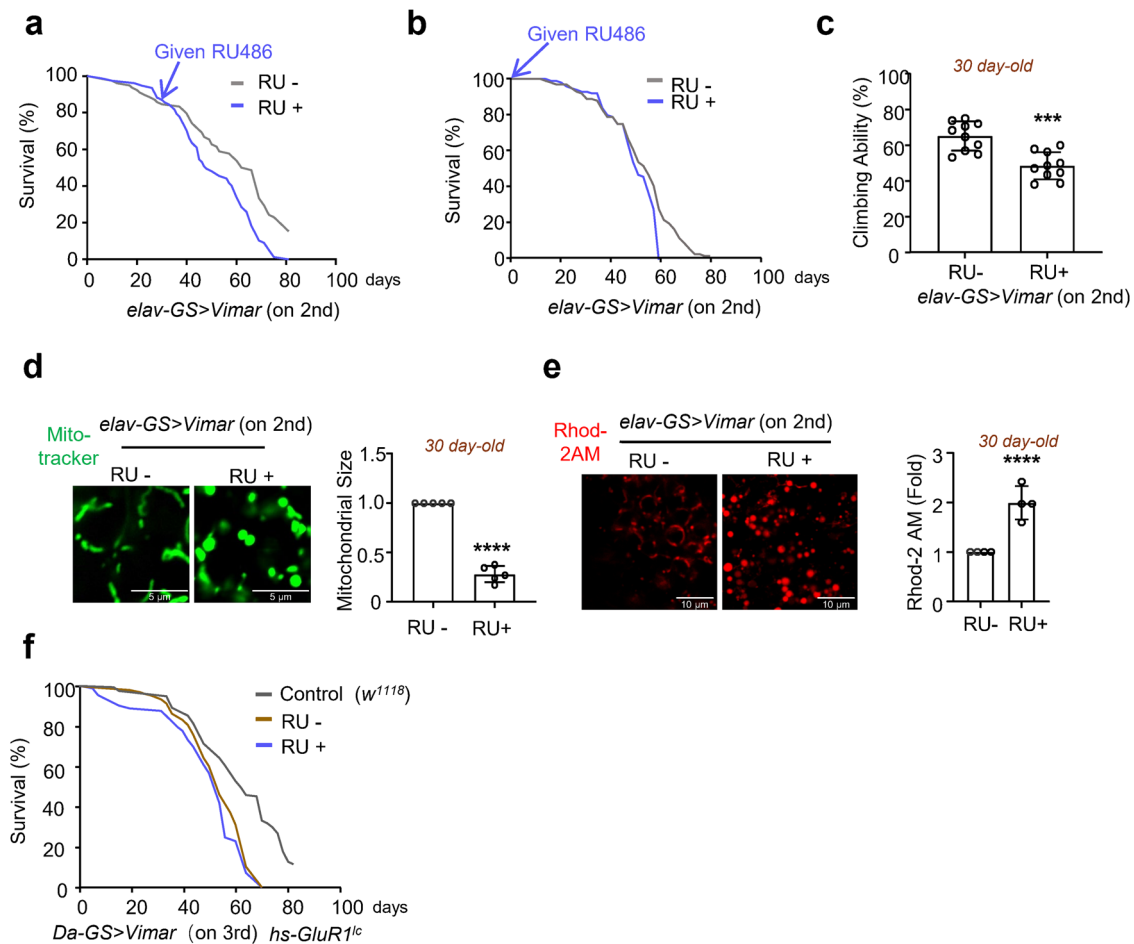 a
Given RU486
RU -
RU +
Survival (%)
100
80
60
40
20
0
0 20 40 60 80 100 days
elav-GS>Vimar (on 2nd)
b
Given RU486
RU -
RU +
Survival (%)
100
80
60
40
20
0
0 20 40 60 80 100 days
elav-GS>Vimar (on 2nd)
c
30 day-old
***
Climbing Ability (%)
100
80
60
40
20
0
RU- RU+
elav-GS>Vimar (on 2nd)
d
elav-GS>Vimar (on 2nd)
Mito-
tracker
RU - RU +
5 µm 5 µm
30 day-old
****
Mitochondrial Size
1.5
1.0
0.5
0
RU - RU+
e
elav-GS>Vimar (on 2nd)
Rhod-
2AM
RU - RU +
10 µm 10 µm
30 day-old
****
Rhod-2 AM (Fold)
3
2
1
0
RU- RU+
f
Control (w1118)
RU -
RU +
Survival (%)
100
80
60
40
20
0
0 20 40 60 80 100 days
Da-GS>Vimar (on 3rd) hs-GluR1lc